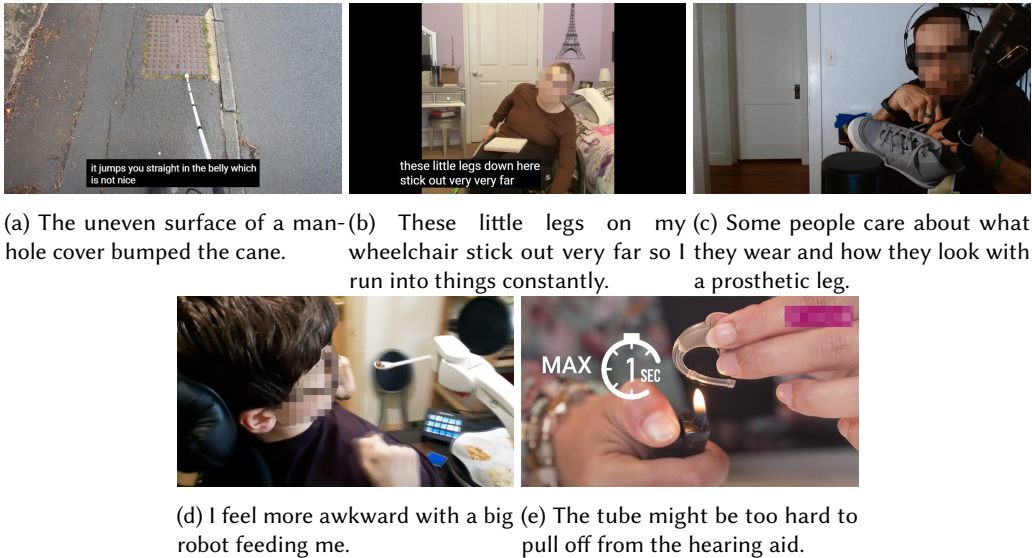 it jumps you straight in the belly which
is not nice
these little legs down here
stick out very very far
(a) The uneven surface of a man-
hole cover bumped the cane.
(b) These little legs on my
wheelchair stick out very far so I
run into things constantly.
(c) Some people care about what
they wear and how they look with
a prosthetic leg.
MAX 1 SEC
(d) I feel more awkward with a big
robot feeding me.
(e) The tube might be too hard to
pull off from the hearing aid.